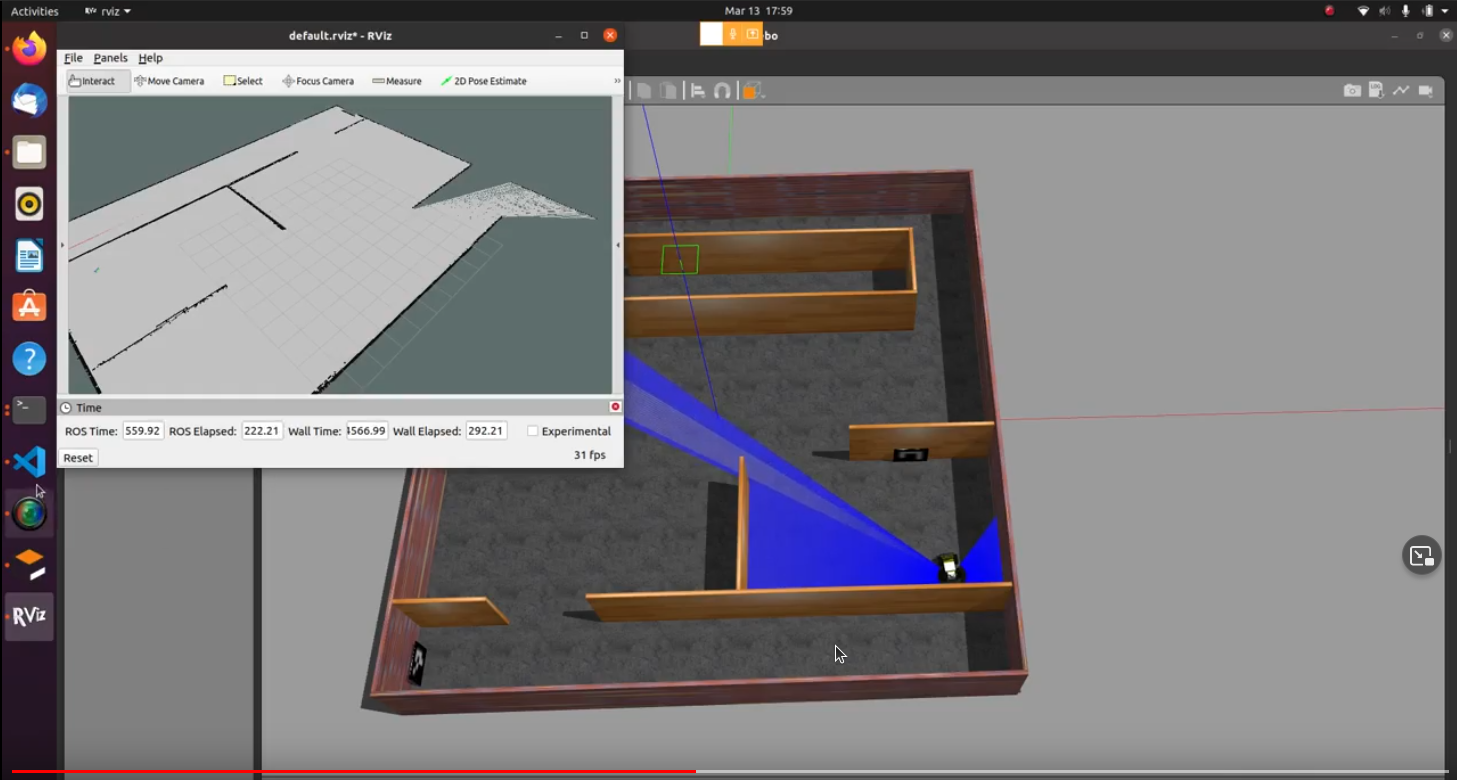 Activities rviz Mar 13 17:59
default.rviz* - RViz
bo
File Panels Help
Interact Move Camera Select Focus Camera Measure 2D Pose Estimate »
Time
ROS Time: 559.92 ROS Elapsed: 222.21 Wall Time: 3566.99 Wall Elapsed: 292.21 Experimental
Reset 31 fps
RViz